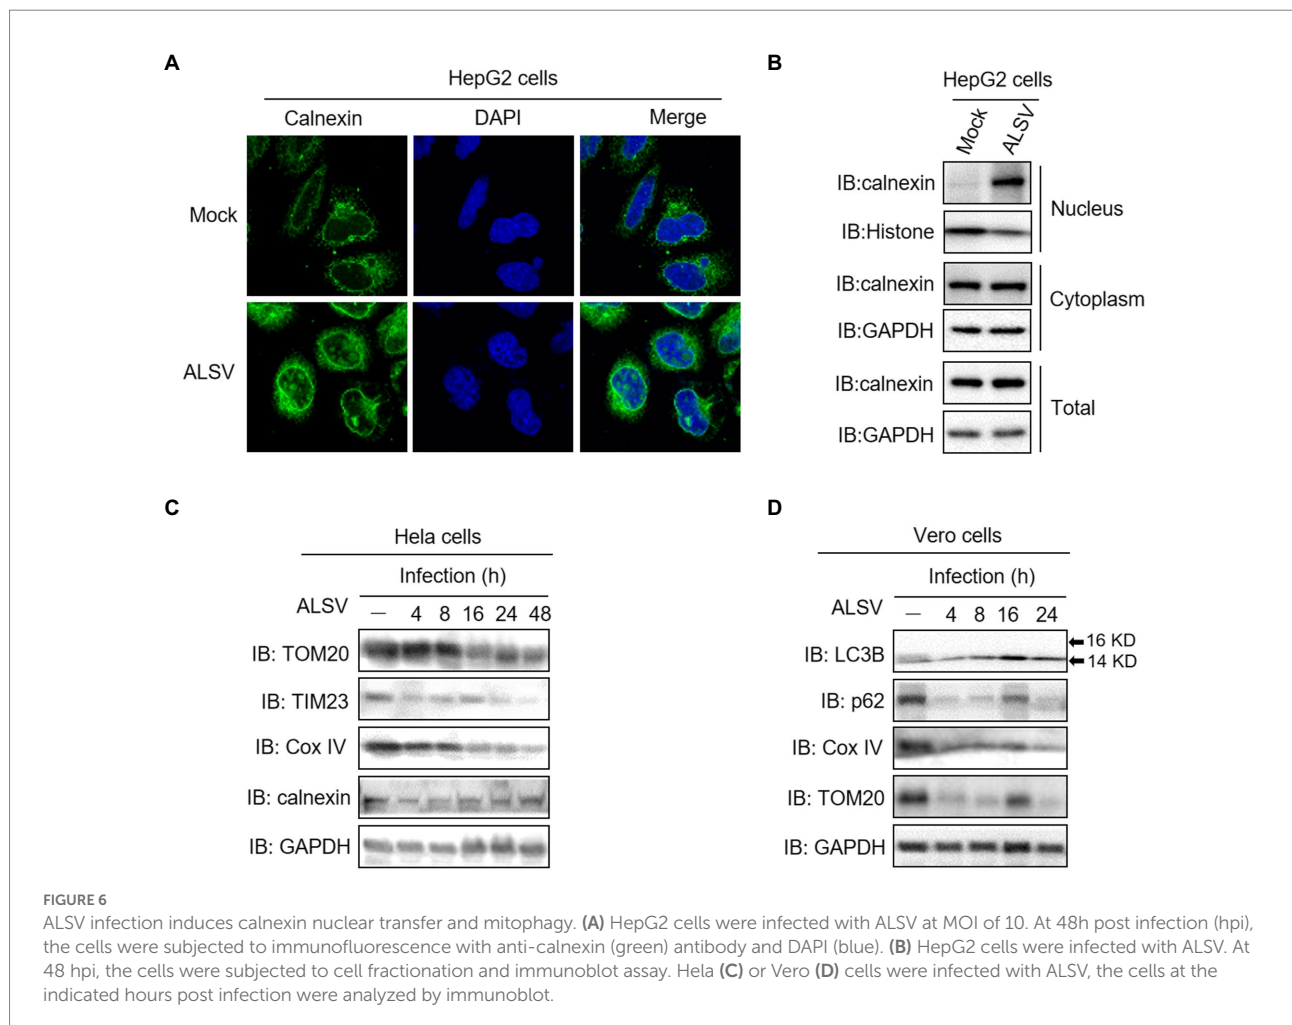 A
HepG2 cells
Calnexin DAPI Merge
Mock
ALSV
B
HepG2 cells
Mock ALSV
IB:calnexin
IB:Histone
Nucleus
IB:calnexin
IB:GAPDH
Cytoplasm
IB:calnexin
IB:GAPDH
Total
C
Hela cells
Infection (h)
ALSV – 4 8 16 24 48
IB: TOM20
IB: TIM23
IB: Cox IV
IB: calnexin
IB: GAPDH
D
Vero cells
Infection (h)
ALSV – 4 8 16 24
IB: LC3B
16 KD
14 KD
IB: p62
IB: Cox IV
IB: TOM20
IB: GAPDH
FIGURE 6
ALSV infection induces calnexin nuclear transfer and mitophagy. (A) HepG2 cells were infected with ALSV at MOI of 10. At 48h post infection (hpi),
the cells were subjected to immunofluorescence with anti-calnexin (green) antibody and DAPI (blue). (B) HepG2 cells were infected with ALSV. At
48 hpi, the cells were subjected to cell fractionation and immunoblot assay. Hela (C) or Vero (D) cells were infected with ALSV, the cells at the
indicated hours post infection were analyzed by immunoblot.